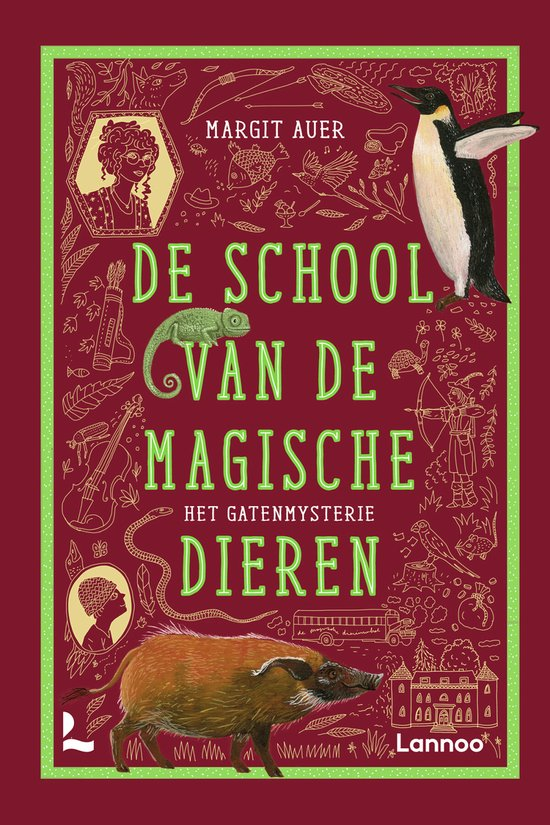 MARGIT AUER
DE SCHOOL
VAN DE
MAGISCHE
HET GATENMYSTERIE
DIEREN
Lannoo